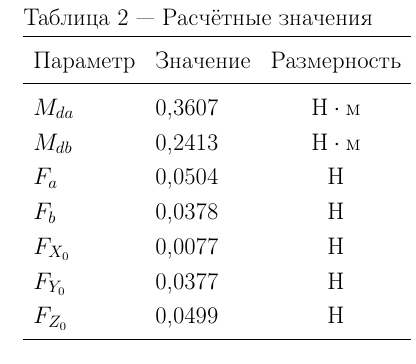 Таблица 2 — Расчётные значения
Параметр Значение Размерность
M_{da} 0,3607 Н · м
M_{db} 0,2413 Н · м
F_a 0,0504 Н
F_b 0,0378 Н
F_{X_0} 0,0077 Н
F_{Y_0} 0,0377 Н
F_{Z_0} 0,0499 Н